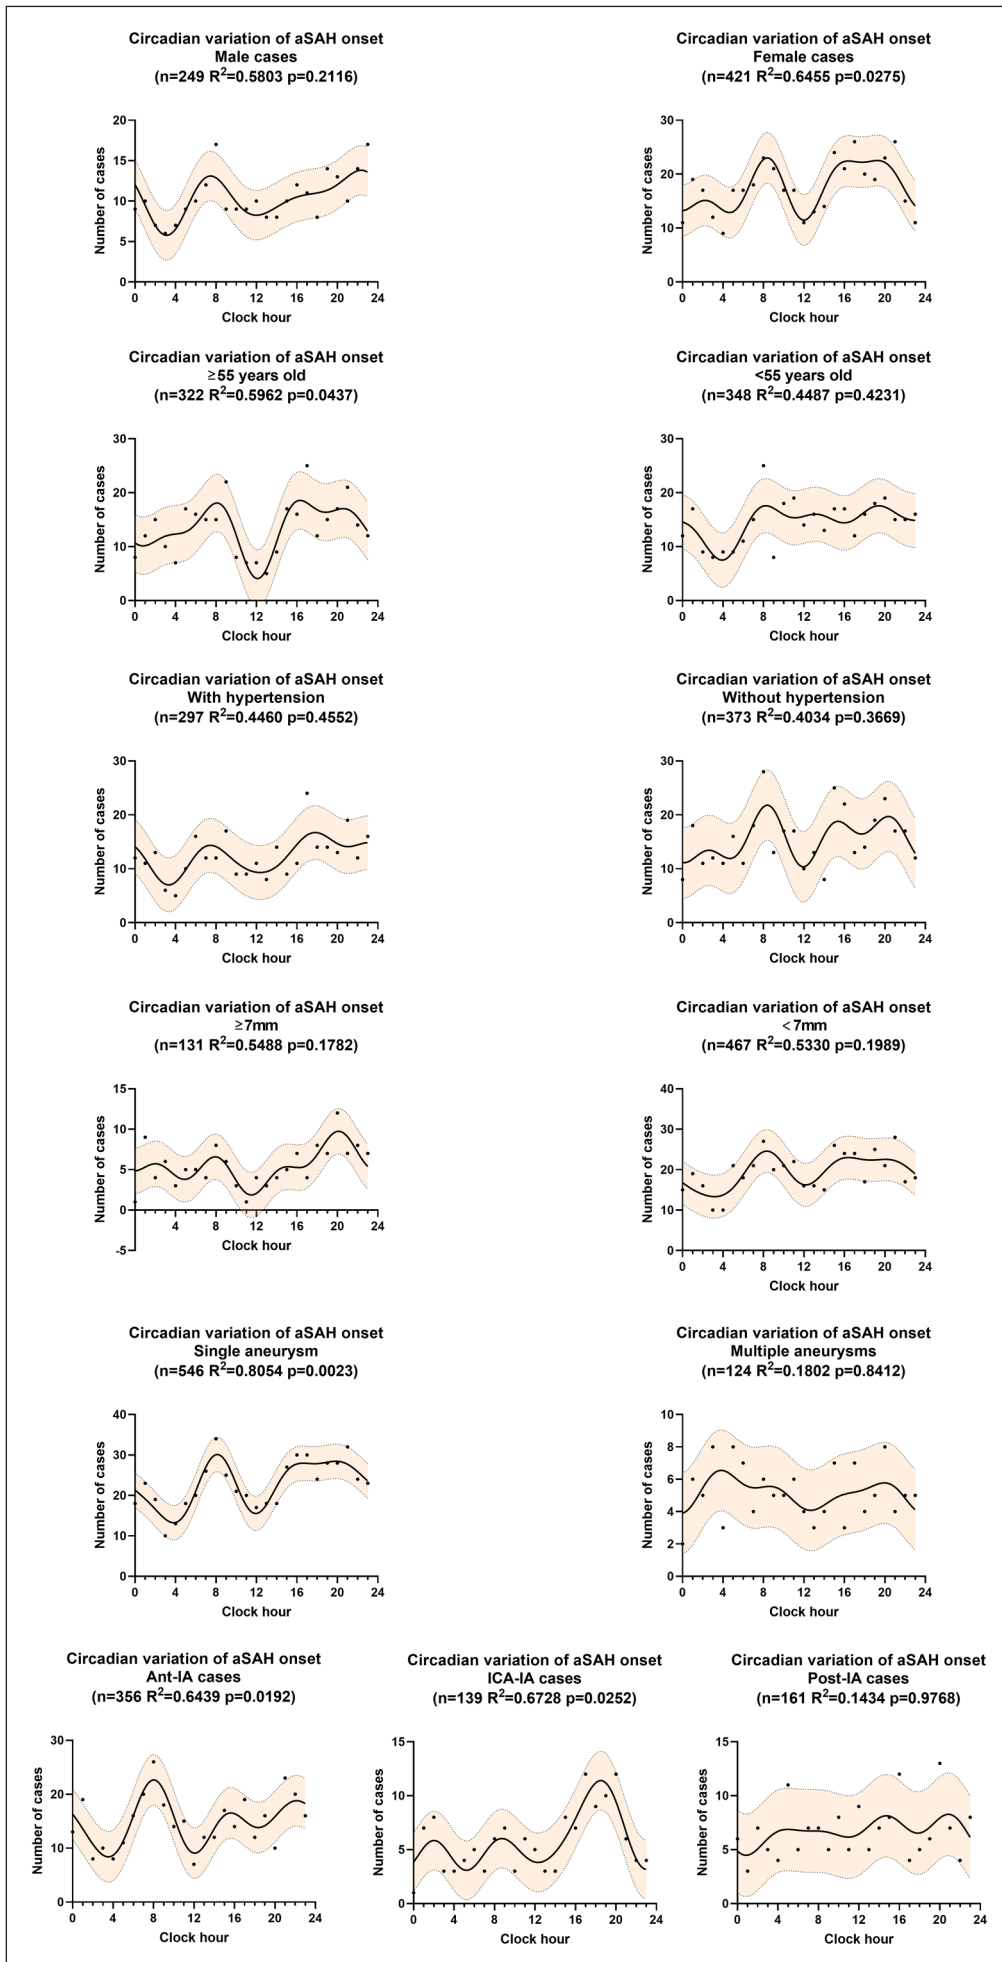 Circadian variation of aSAH onset
Male cases
(n=249 R²=0.5803 p=0.2116)
Number of cases
20
15
10
5
0
0 4 8 12 16 20 24
Clock hour
Circadian variation of aSAH onset
Female cases
(n=421 R²=0.6455 p=0.0275)
Number of cases
30
20
10
0
0 4 8 12 16 20 24
Clock hour
Circadian variation of aSAH onset
≥55 years old
(n=322 R²=0.5962 p=0.0437)
Number of cases
30
20
10
0
0 4 8 12 16 20 24
Clock hour
Circadian variation of aSAH onset
<55 years old
(n=348 R²=0.4487 p=0.4231)
Number of cases
30
20
10
0
0 4 8 12 16 20 24
Clock hour
Circadian variation of aSAH onset
With hypertension
(n=297 R²=0.4460 p=0.4552)
Number of cases
30
20
10
0
0 4 8 12 16 20 24
Clock hour
Circadian variation of aSAH onset
Without hypertension
(n=373 R²=0.4034 p=0.3669)
Number of cases
30
20
10
0
0 4 8 12 16 20 24
Clock hour
Circadian variation of aSAH onset
≥7mm
(n=131 R²=0.5488 p=0.1782)
Number of cases
15
10
5
0
-5
4 8 12 16 20 24
Clock hour
Circadian variation of aSAH onset
<7mm
(n=467 R²=0.5330 p=0.1989)
Number of cases
40
30
20
10
0
0 4 8 12 16 20 24
Clock hour
Circadian variation of aSAH onset
Single aneurysm
(n=546 R²=0.8054 p=0.0023)
Number of cases
40
30
20
10
0
0 4 8 12 16 20 24
Clock hour
Circadian variation of aSAH onset
Multiple aneurysms
(n=124 R²=0.1802 p=0.8412)
Number of cases
10
8
6
4
2
0
0 4 8 12 16 20 24
Clock hour
Circadian variation of aSAH onset
Ant-IA cases
(n=356 R²=0.6439 p=0.0192)
Number of cases
30
20
10
0
0 4 8 12 16 20 24
Clock hour
Circadian variation of aSAH onset
ICA-IA cases
(n=139 R²=0.6728 p=0.0252)
Number of cases
15
10
5
0
0 4 8 12 16 20 24
Clock hour
Circadian variation of aSAH onset
Post-IA cases
(n=161 R²=0.1434 p=0.9768)
Number of cases
15
10
5
0
0 4 8 12 16 20 24
Clock hour